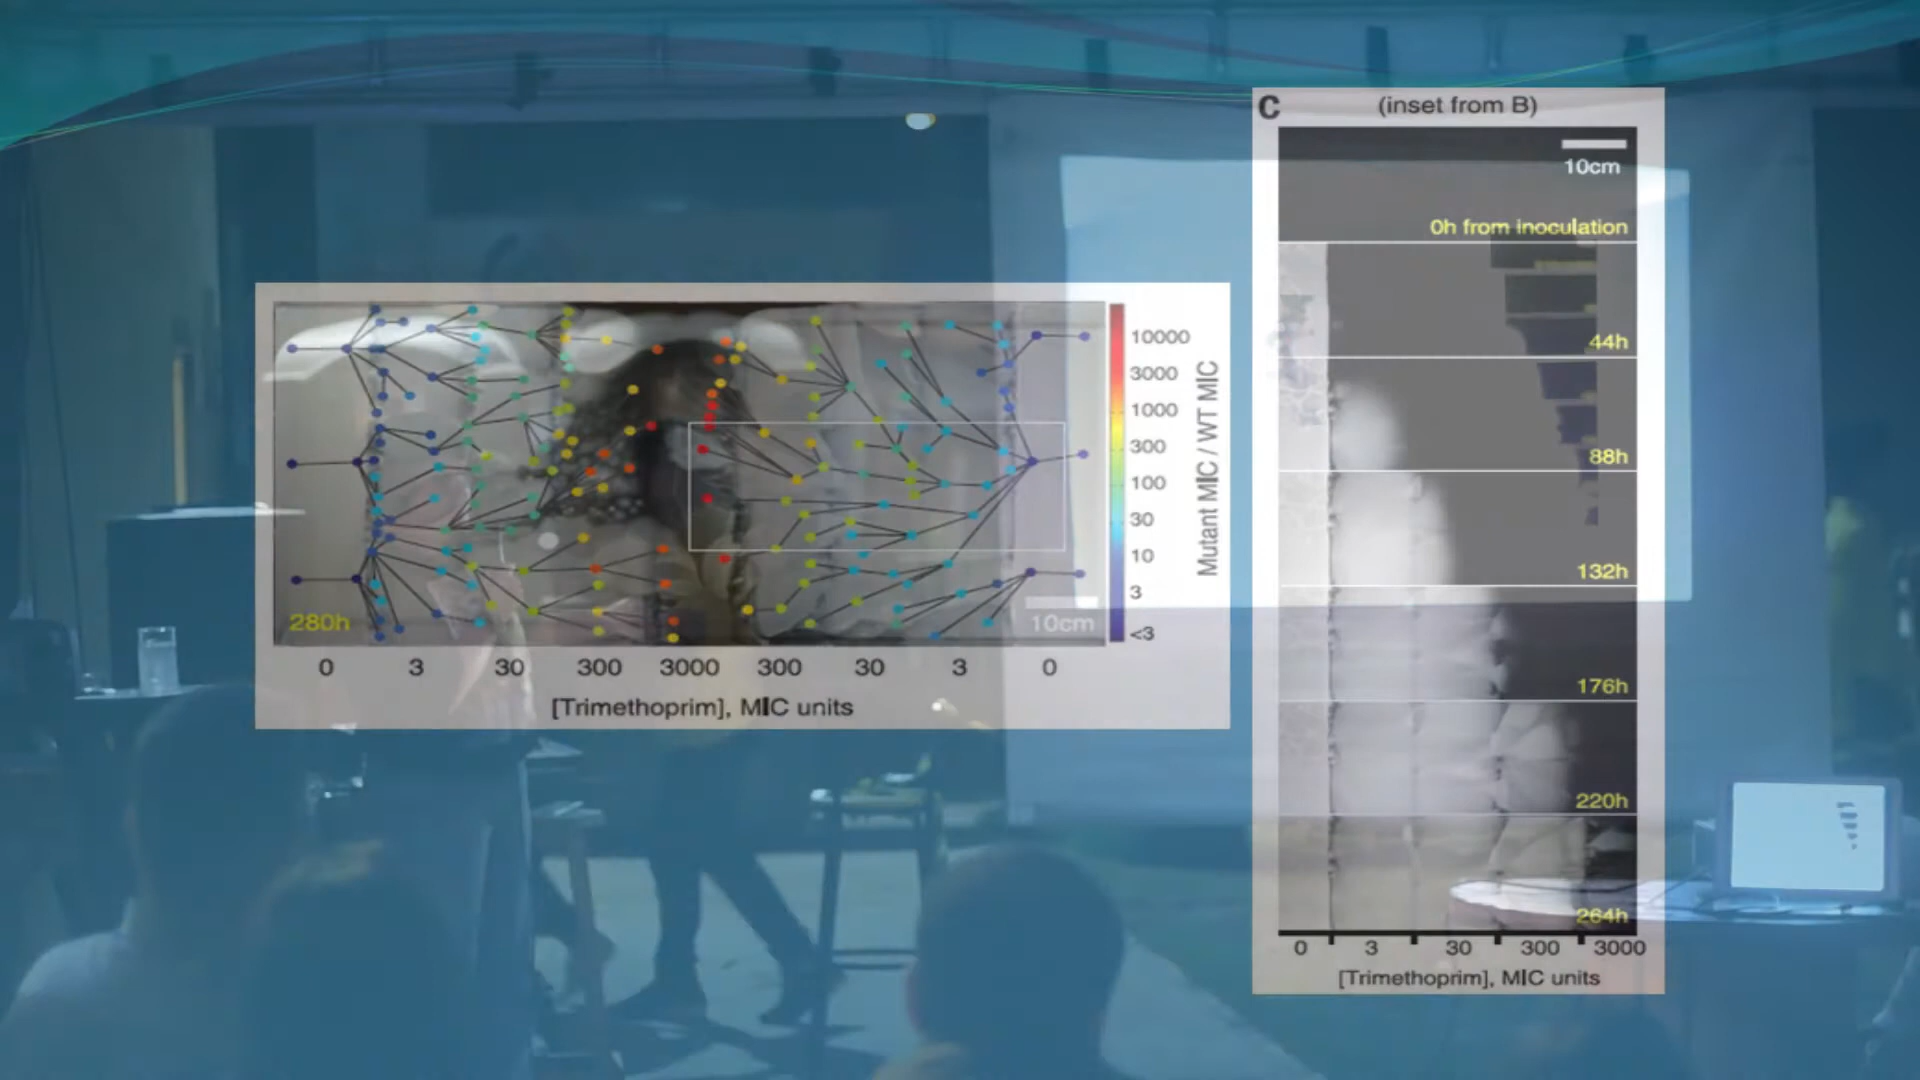 10000
3000
1000
300
100
30
10
3
<3
Mutant MIC / WT MIC
280h
10cm
0 3 30 300 3000 300 30 3 0
[Trimethoprim], MIC units
C (inset from B)
10cm
0h from inoculation
44h
88h
132h
176h
220h
264h
0 3 30 300 3000
[Trimethoprim], MIC units